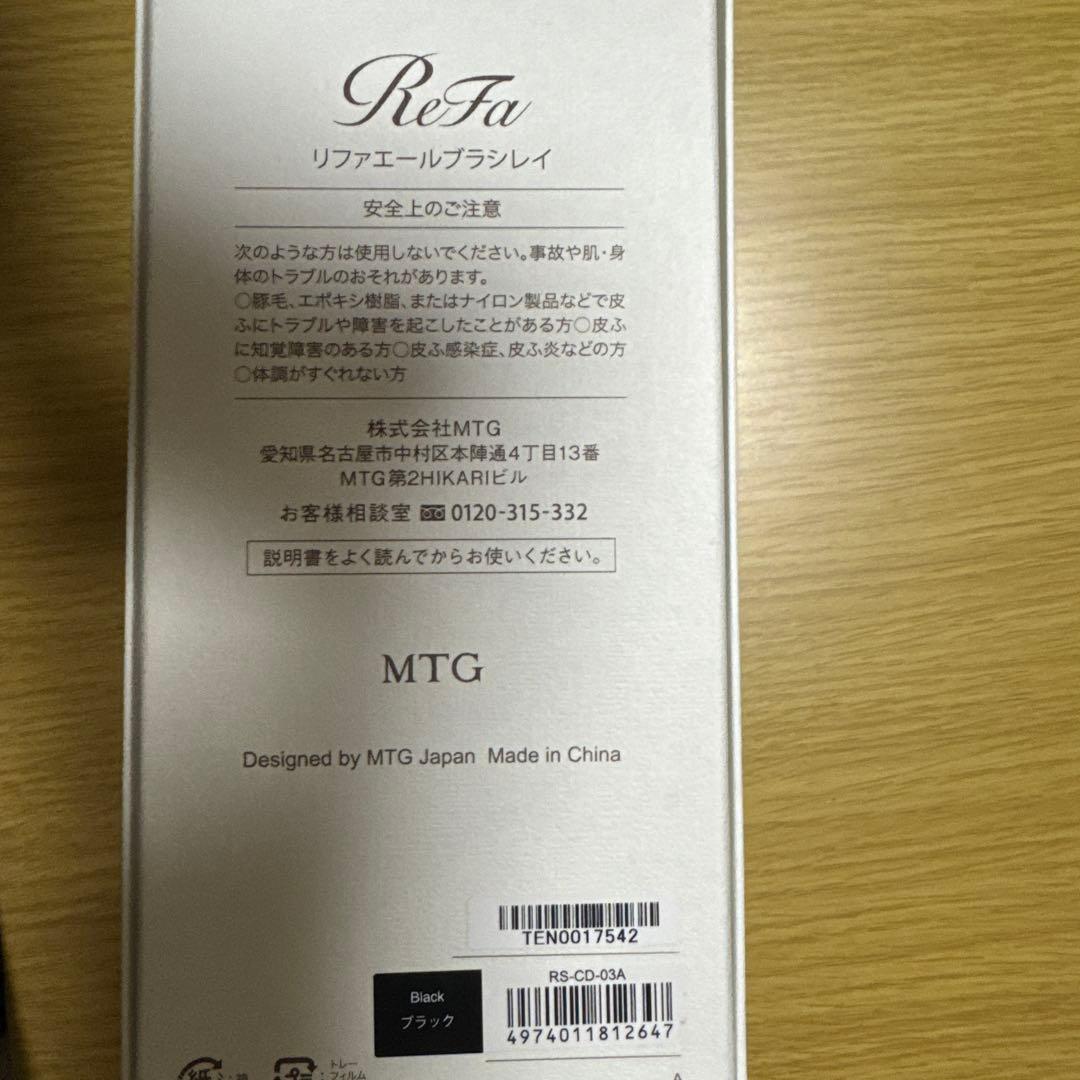 ReFa
リファエールブラシレイ
安全上のご注意
次のような方は使用しないでください。事故や肌・身
体のトラブルのおそれがあります。
○豚毛、エポキシ樹脂、またはナイロン製品などで皮
ふにトラブルや障害を起こしたことがある方○皮ふ
に知覚障害のある方○皮ふ感染症、皮ふ炎などの方
○体調がすぐれない方
株式会社MTG
愛知県名古屋市中村区本陣通4丁目13番
MTG第2HIKARIビル
お客様相談室 0120-315-332
説明書をよく読んでからお使いください。
MTG
Designed by MTG Japan Made in China
TEN0017542
RS-CD-03A
Black
ブラック
4974011812647
紙
プラ
トレー
フィルム